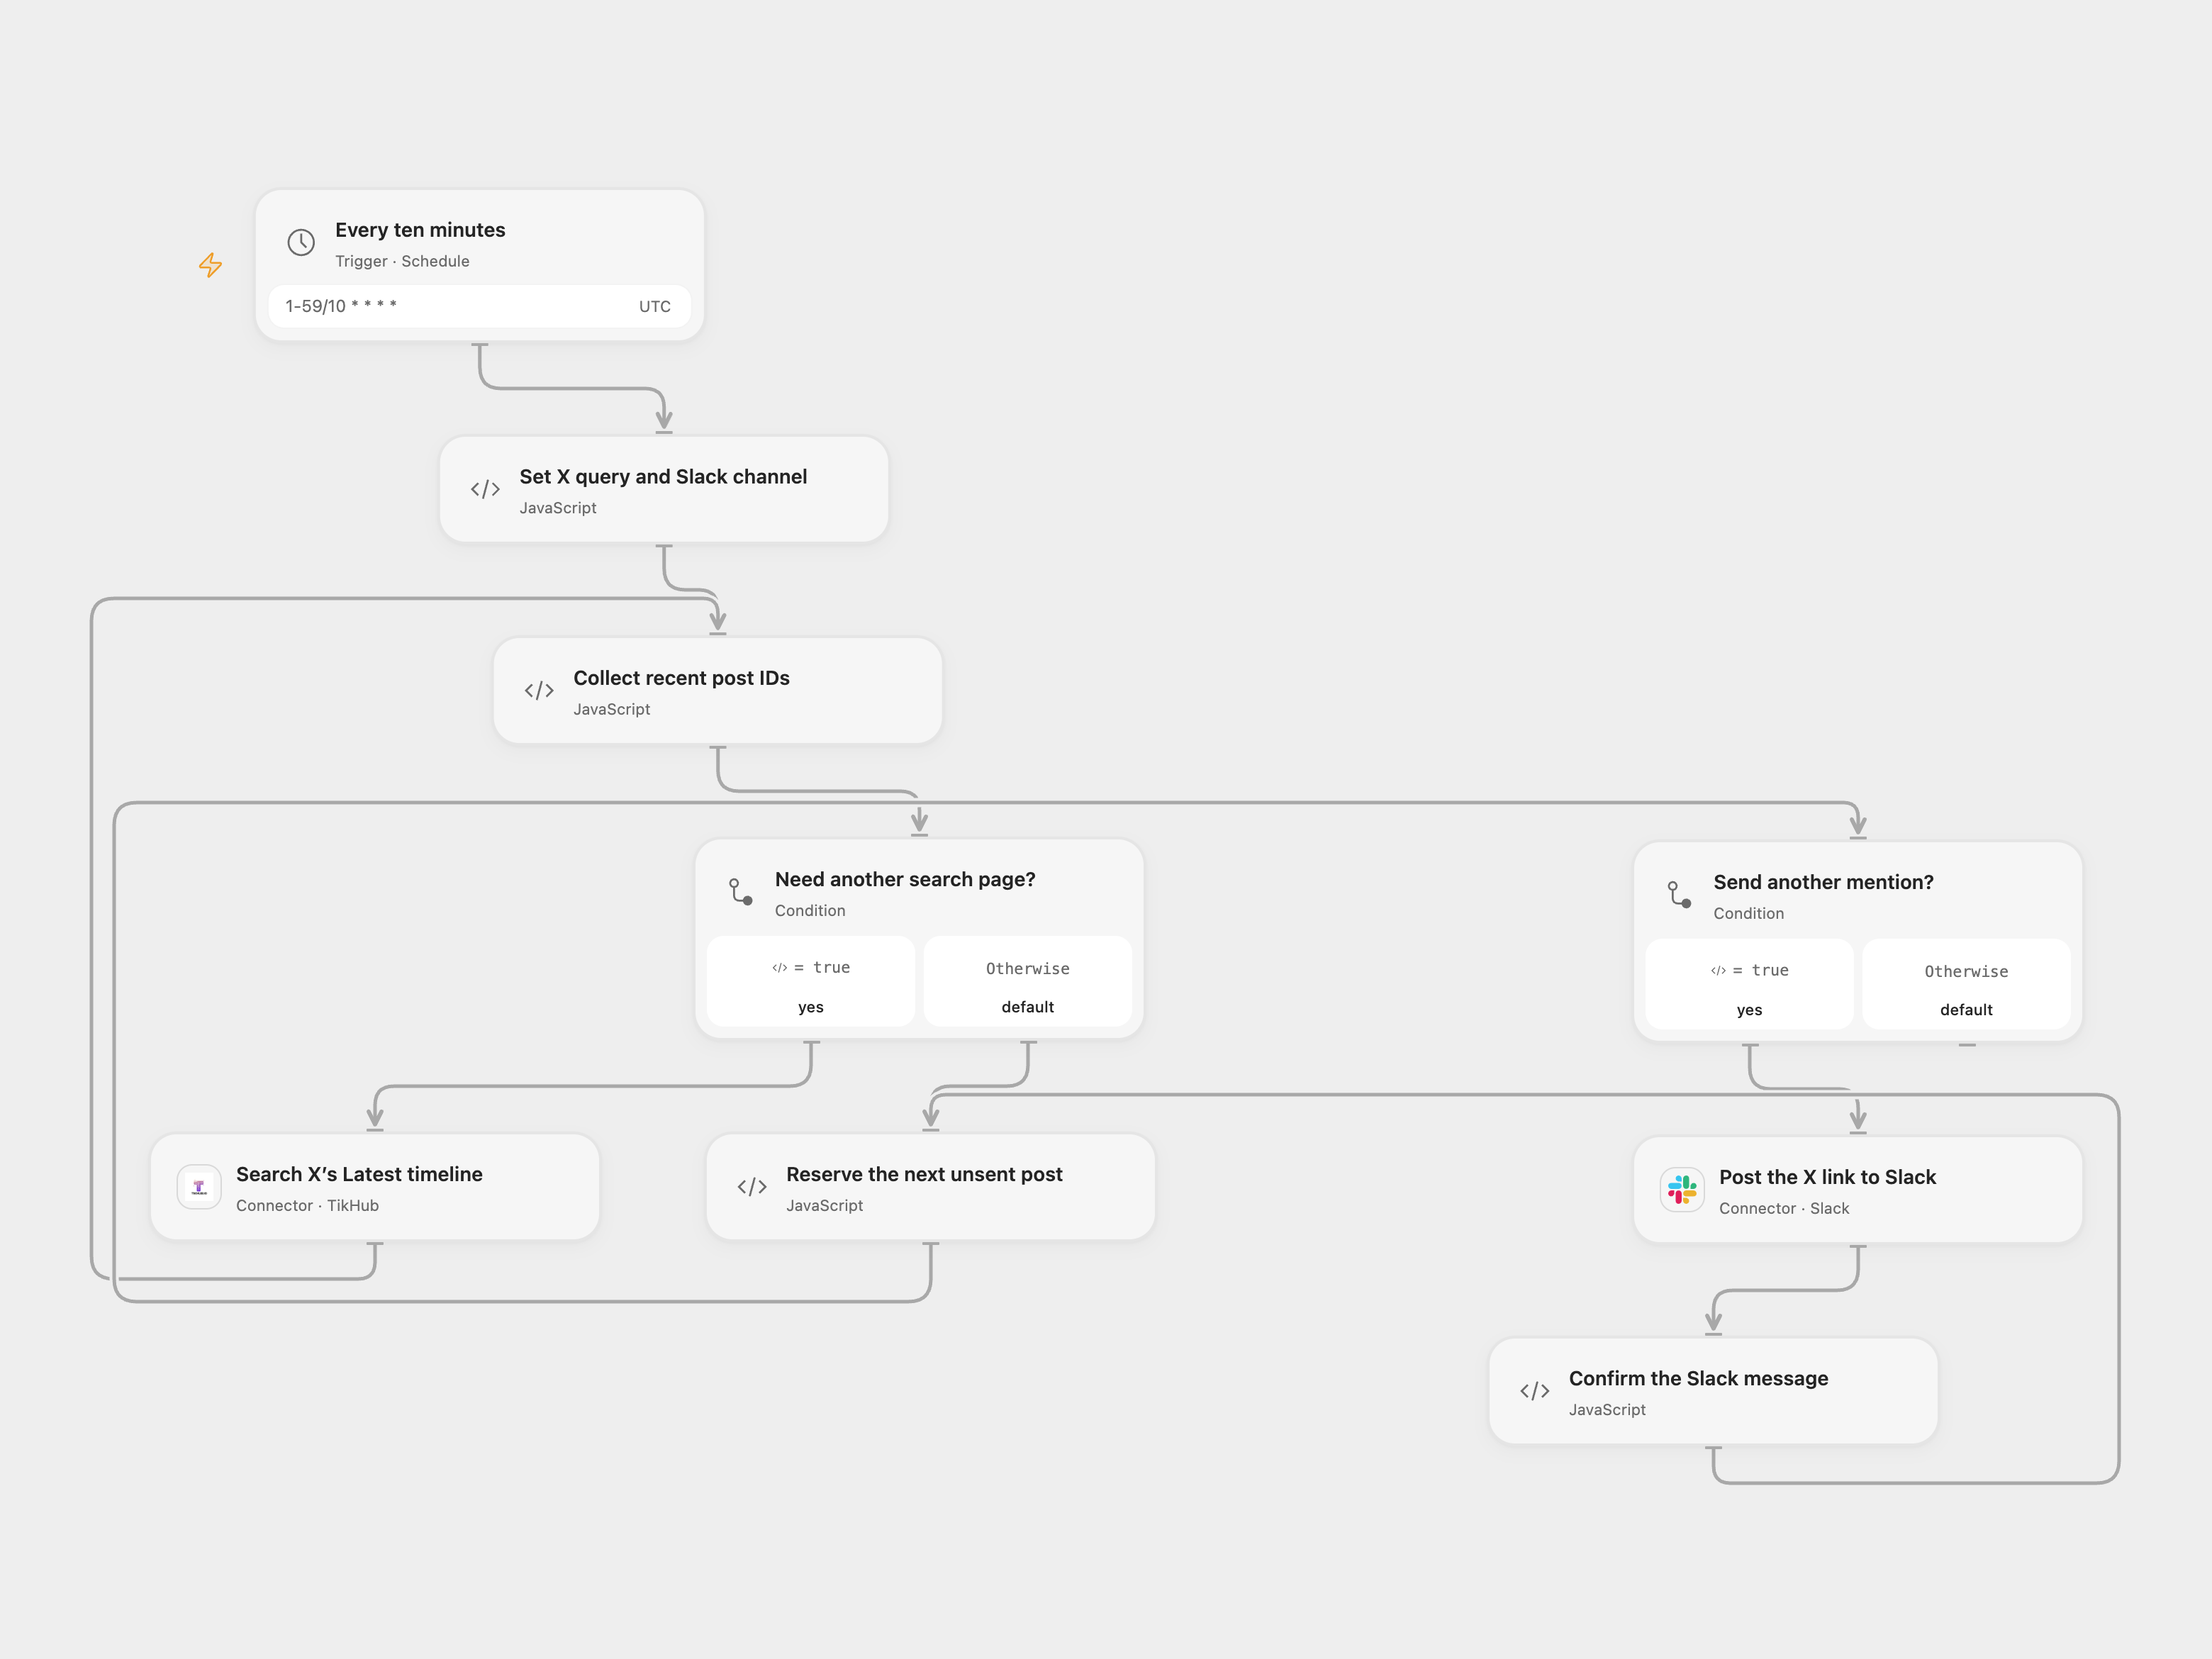 Every ten minutes
Trigger · Schedule
1-59/10 * * * *
UTC
Set X query and Slack channel
JavaScript
Collect recent post IDs
JavaScript
Need another search page?
Condition
</> = true
yes
Otherwise
default
Send another mention?
Condition
</> = true
yes
Otherwise
default
Search X’s Latest timeline
Connector · TikHub
Reserve the next unsent post
JavaScript
Post the X link to Slack
Connector · Slack
Confirm the Slack message
JavaScript